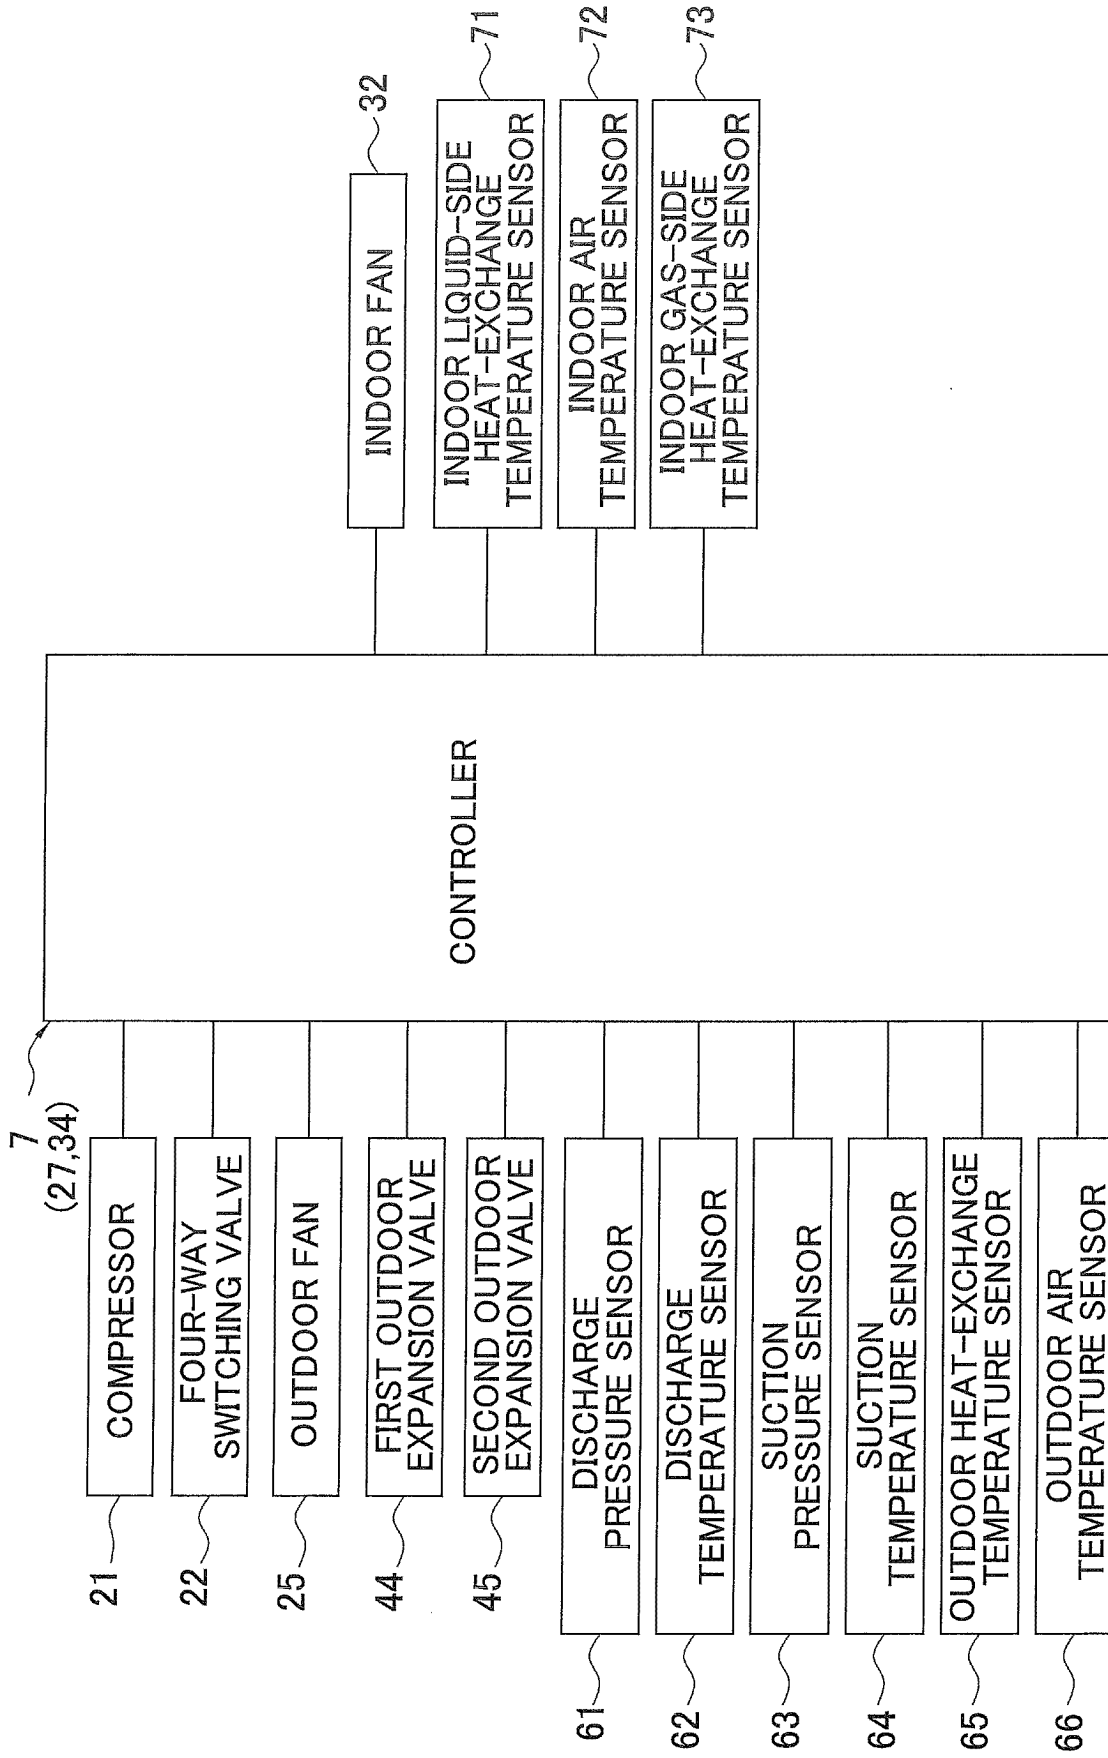 7
(27,34)
CONTROLLER
21
COMPRESSOR
22
FOUR-WAY
SWITCHING VALVE
25
OUTDOOR FAN
44
FIRST OUTDOOR
EXPANSION VALVE
45
SECOND OUTDOOR
EXPANSION VALVE
61
DISCHARGE
PRESSURE SENSOR
62
DISCHARGE
TEMPERATURE SENSOR
63
SUCTION
PRESSURE SENSOR
64
SUCTION
TEMPERATURE SENSOR
65
OUTDOOR HEAT-EXCHANGE
TEMPERATURE SENSOR
66
OUTDOOR AIR
TEMPERATURE SENSOR
INDOOR FAN
32
INDOOR LIQUID-SIDE
HEAT-EXCHANGE
TEMPERATURE SENSOR
71
INDOOR AIR
TEMPERATURE SENSOR
72
INDOOR GAS-SIDE
HEAT-EXCHANGE
TEMPERATURE SENSOR
73